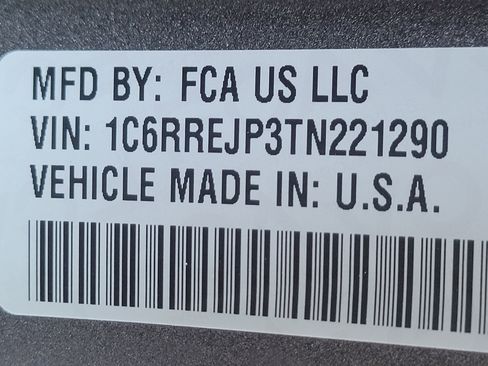 MFD BY: FCA US LLC
VIN: 1C6RREJP3TN221290
VEHICLE MADE IN: U.S.A.